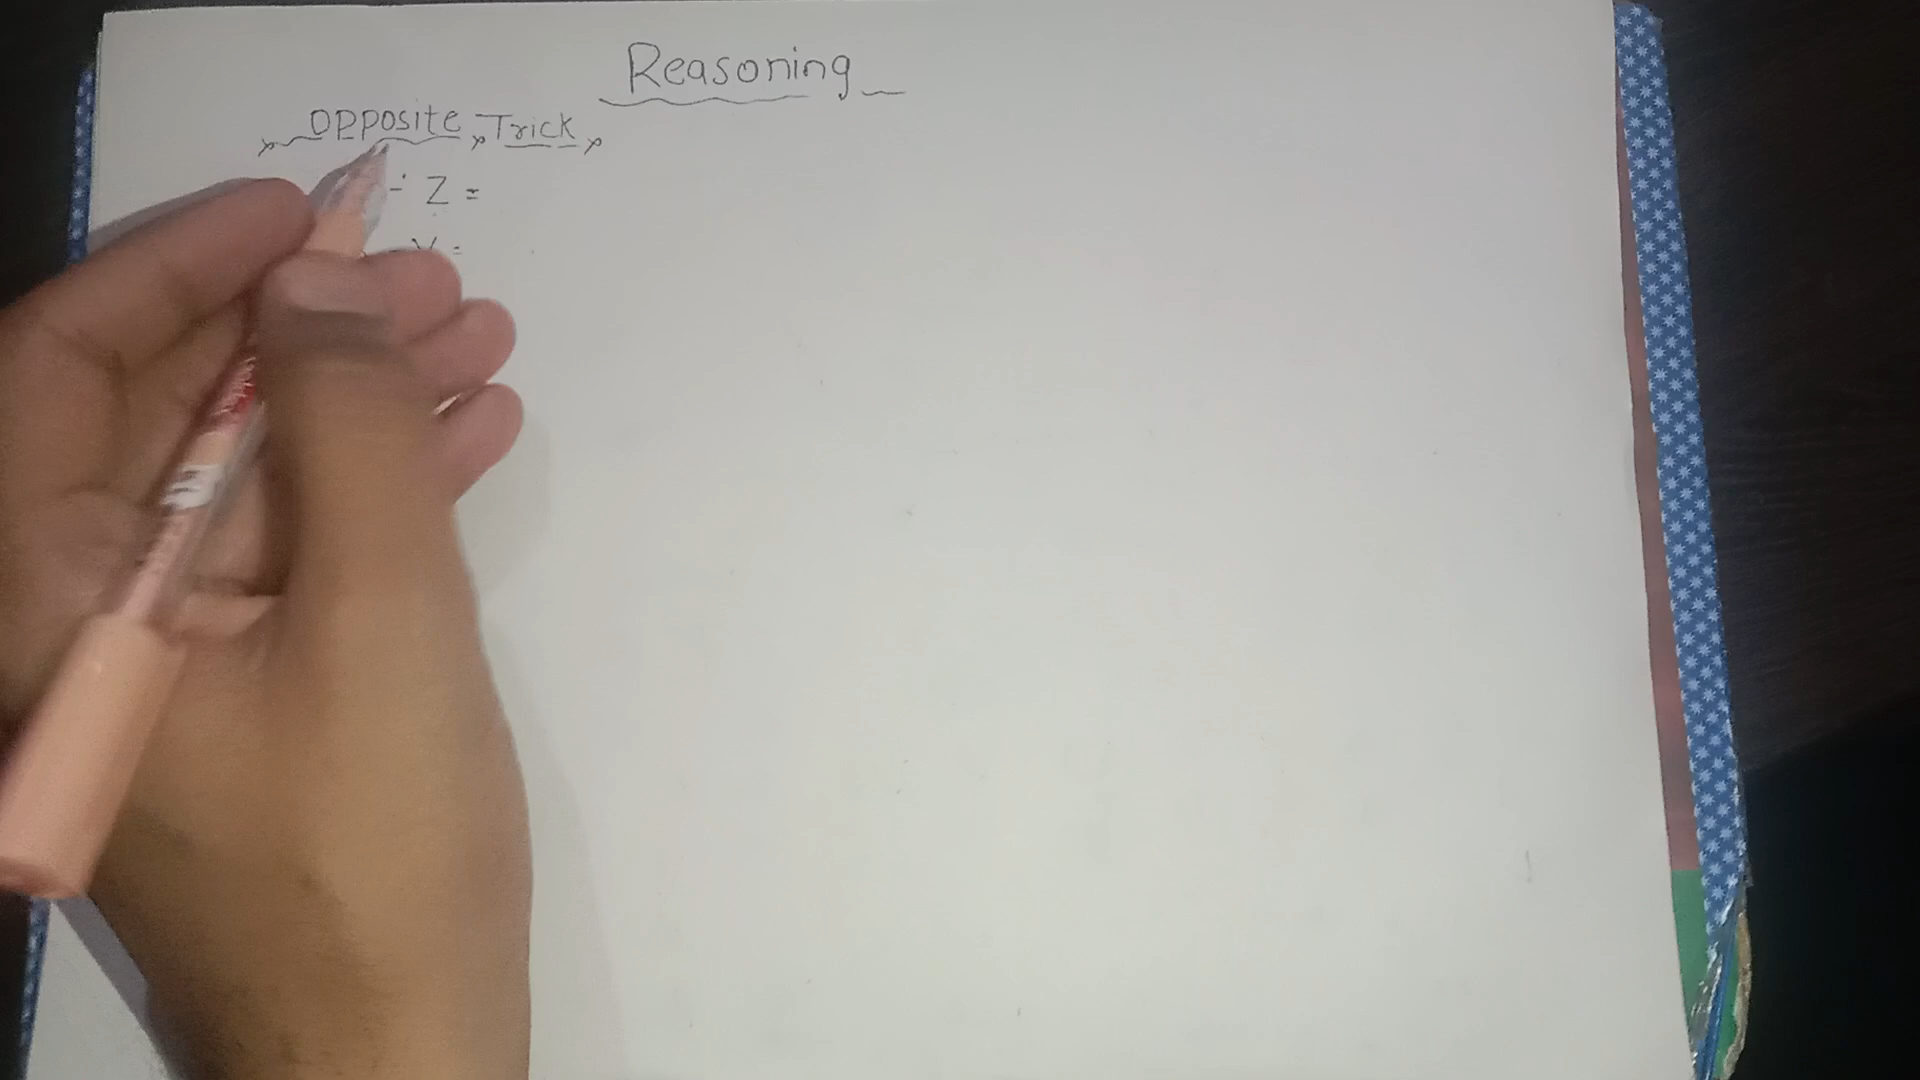 Reasoning
Opposite Trick
- Z =
Y =